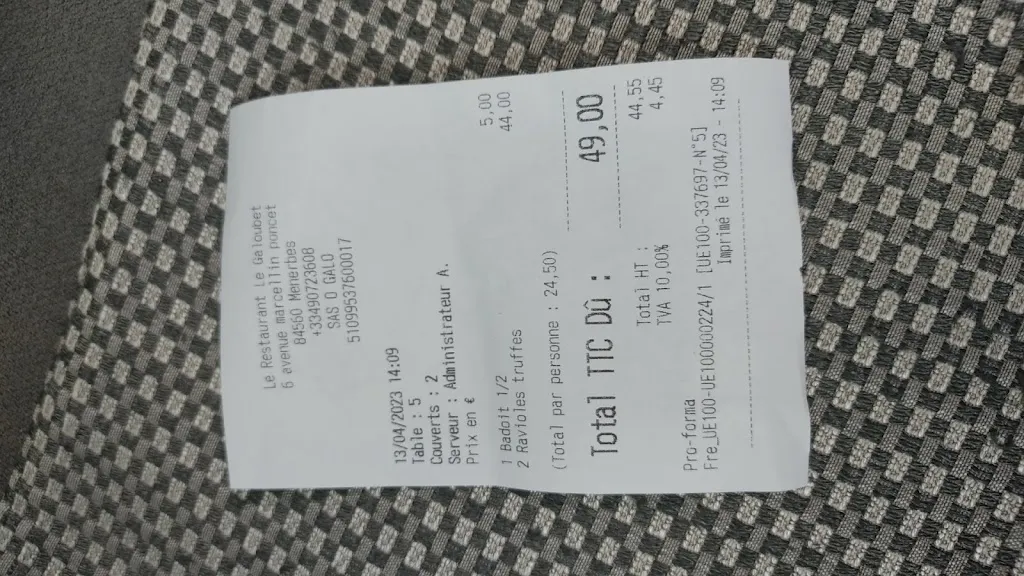 Le Restaurant Le Galoubet
6 avenue marcellin poncet
84560 Menerbes
+33490723608
SAS O GALO
51099537600017
13/04/2023 14:09
Table : 5
Couverts : 2
Serveur : Administrateur A.
Prix en €
1 Badoit 1/2 5,00
2 Ravioles truffes 44,00
(Total par personne : 24,50)
Total TTC Dû : 49,00
Total HT : 44,55
TVA 10,00% 4,45
Pro-forma
Fre_UE100-UE10000000224/1 [UE100-337697-N°5]
Imprimé le 13/04/23 - 14:09